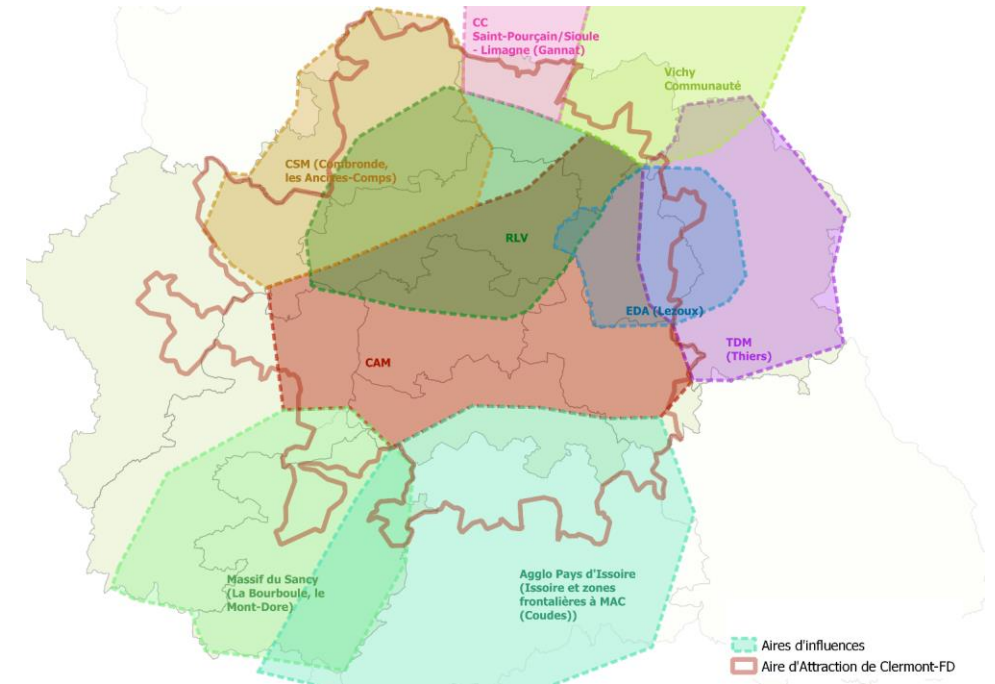 CC
Saint-Pourçain/Sioule
- Limagne (Gannat)
Vichy
Communauté
CSM (Combronde,
les Ancizes-Comps)
RLV
EDA (Lezoux)
TDM
(Thiers)
CAM
Massif du Sancy
(La Bourboule, le
Mont-Dore)
Agglo Pays d'Issoire
(Issoire et zones
frontalières à MAC
(Coudes))
Aires d'influences
Aire d'Attraction de Clermont-FD